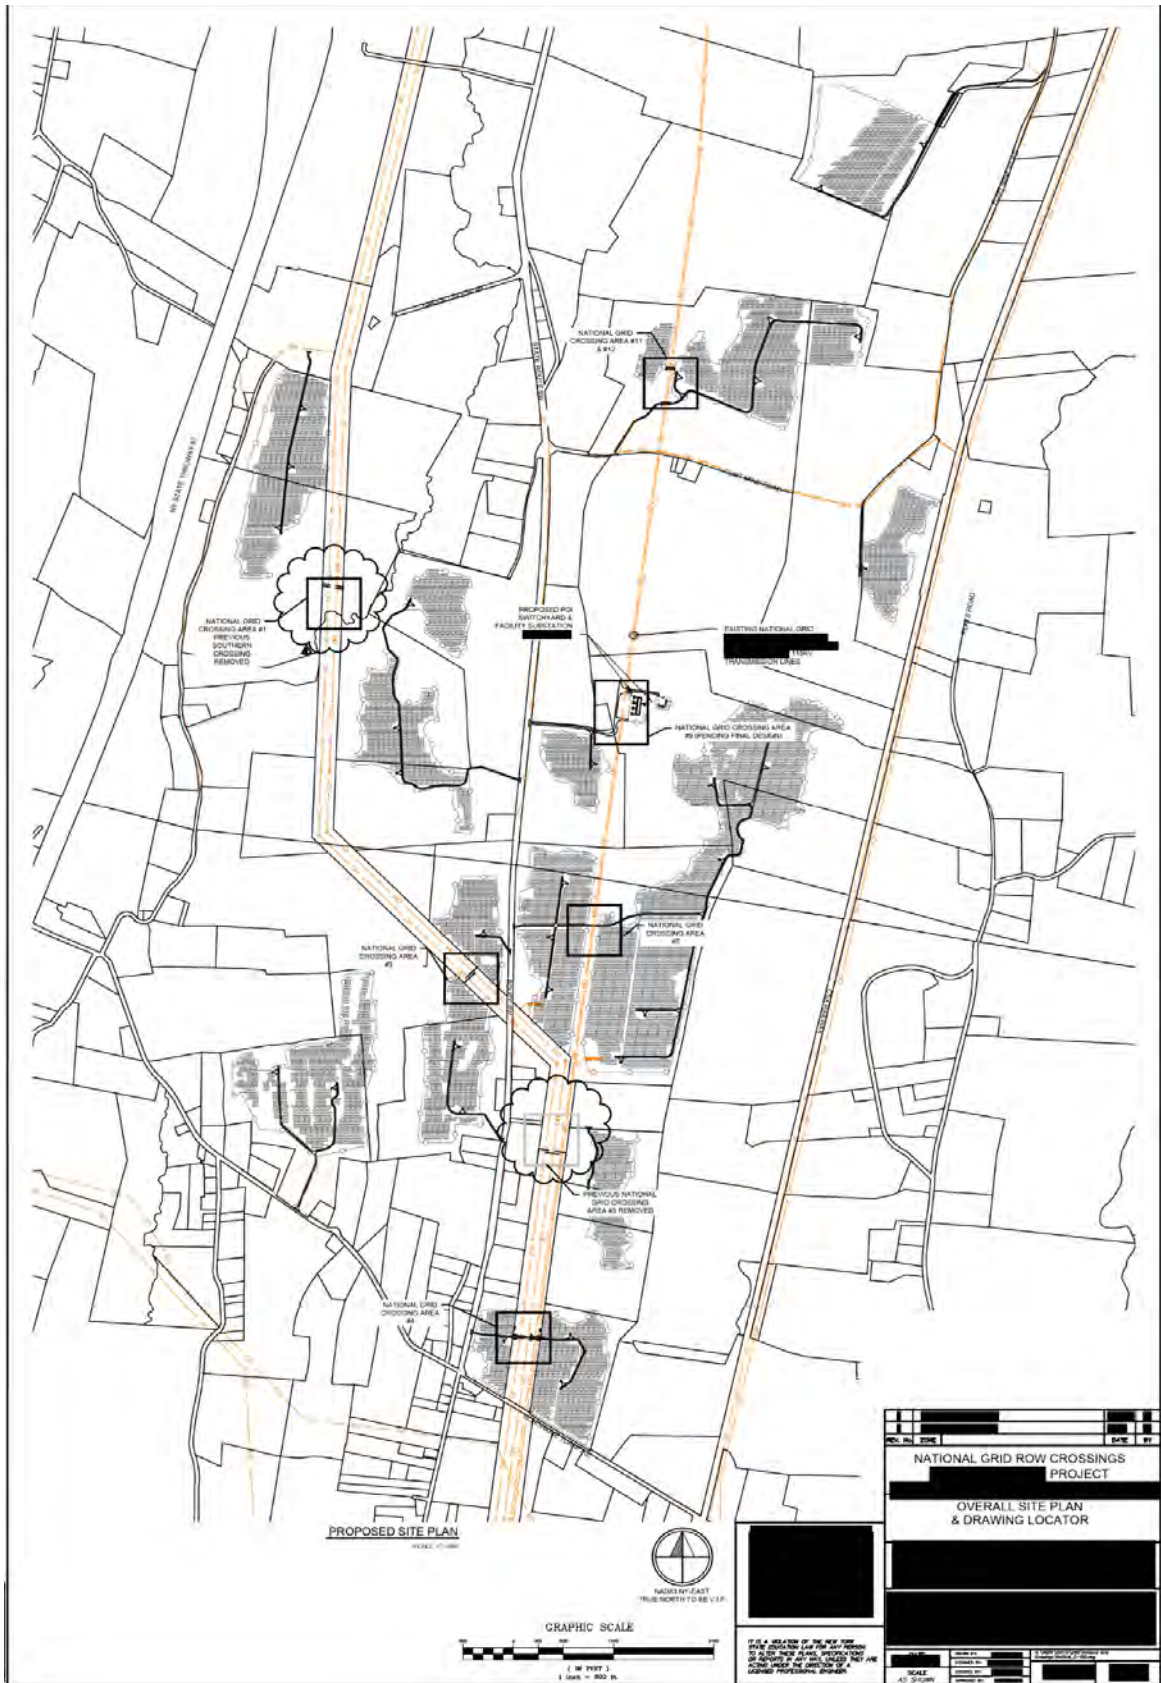 NATIONAL GRID
CROSSING AREA #11
& #12
STATE ROUTE 9W
NY STATE THRUWAY 87
NATIONAL GRID
CROSSING AREA #1
PREVIOUS
SOUTHERN
CROSSING
REMOVED
PROPOSED POI
SWITCHYARD &
FACILITY SUBSTATION
EXISTING NATIONAL GRID
115KV
TRANSMISSION LINES
NATIONAL GRID CROSSING AREA
#9 (PENDING FINAL DESIGN)
NATIONAL GRID
CROSSING AREA
NATIONAL GRID
CROSSING AREA
PREVIOUS NATIONAL
GRID CROSSING
AREA #3 REMOVED
NATIONAL GRID
CROSSING AREA
#4
PROPOSED SITE PLAN
NAD83 NY-EAST
TRUE NORTH TO BE V.I.F.
GRAPHIC SCALE
( IN FEET )
1 inch = 600 ft.
REV. No. ZONE DATE BY
NATIONAL GRID ROW CROSSINGS
PROJECT
OVERALL SITE PLAN
& DRAWING LOCATOR
IT IS A VIOLATION OF THE NEW YORK
STATE EDUCATION LAW FOR ANY PERSON
TO ALTER THESE PLANS, SPECIFICATIONS
OR REPORTS IN ANY WAY, UNLESS THEY ARE
ACTING UNDER THE DIRECTION OF A
LICENSED PROFESSIONAL ENGINEER.
SCALE
AS SHOWN